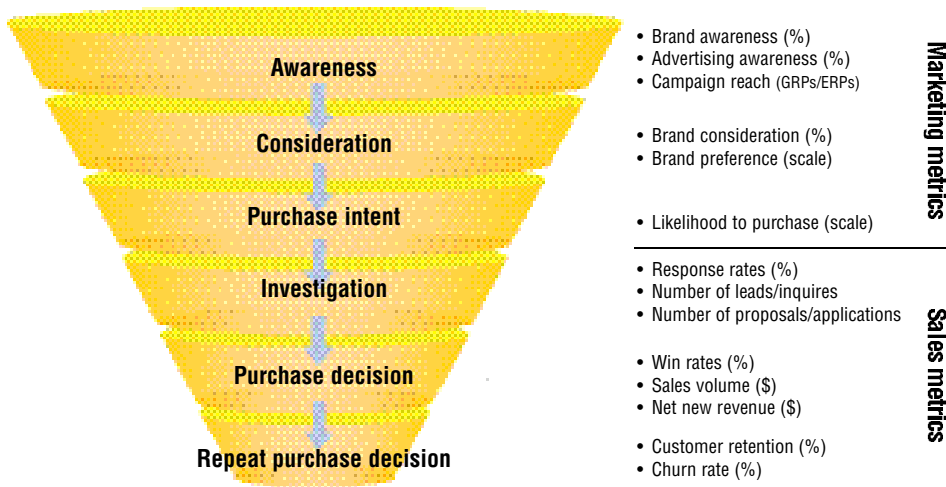 Awareness
• Brand awareness (%)
• Advertising awareness (%)
• Campaign reach (GRPs/ERPs)
Consideration
• Brand consideration (%)
• Brand preference (scale)
Purchase intent
• Likelihood to purchase (scale)
Marketing metrics
Investigation
• Response rates (%)
• Number of leads/inquires
• Number of proposals/applications
Purchase decision
• Win rates (%)
• Sales volume ($)
• Net new revenue ($)
Repeat purchase decision
• Customer retention (%)
• Churn rate (%)
Sales metrics